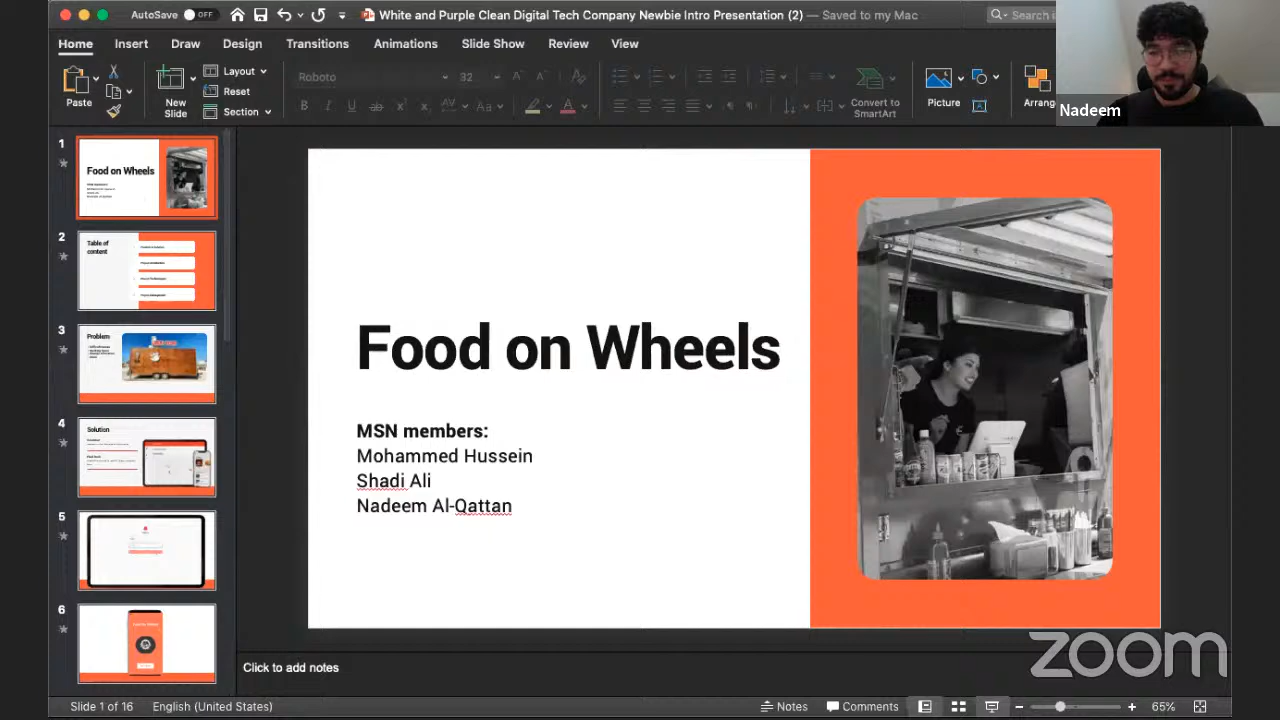 AutoSave OFF
White and Purple Clean Digital Tech Company Newbie Intro Presentation (2) — Saved to my Mac
Search i
Home Insert Draw Design Transitions Animations Slide Show Review View
Paste
New Slide
Layout
Reset
Section
Roboto 32
Convert to SmartArt
Picture
Arrang
Nadeem
1
Food on Wheels
2
Table of content
3
Problem
4
Solution
5
6
Food on Wheels
MSN members:
Mohammed Hussein
Shadi Ali
Nadeem Al-Qattan
Click to add notes
zoom
Slide 1 of 16 English (United States) Notes Comments 65%